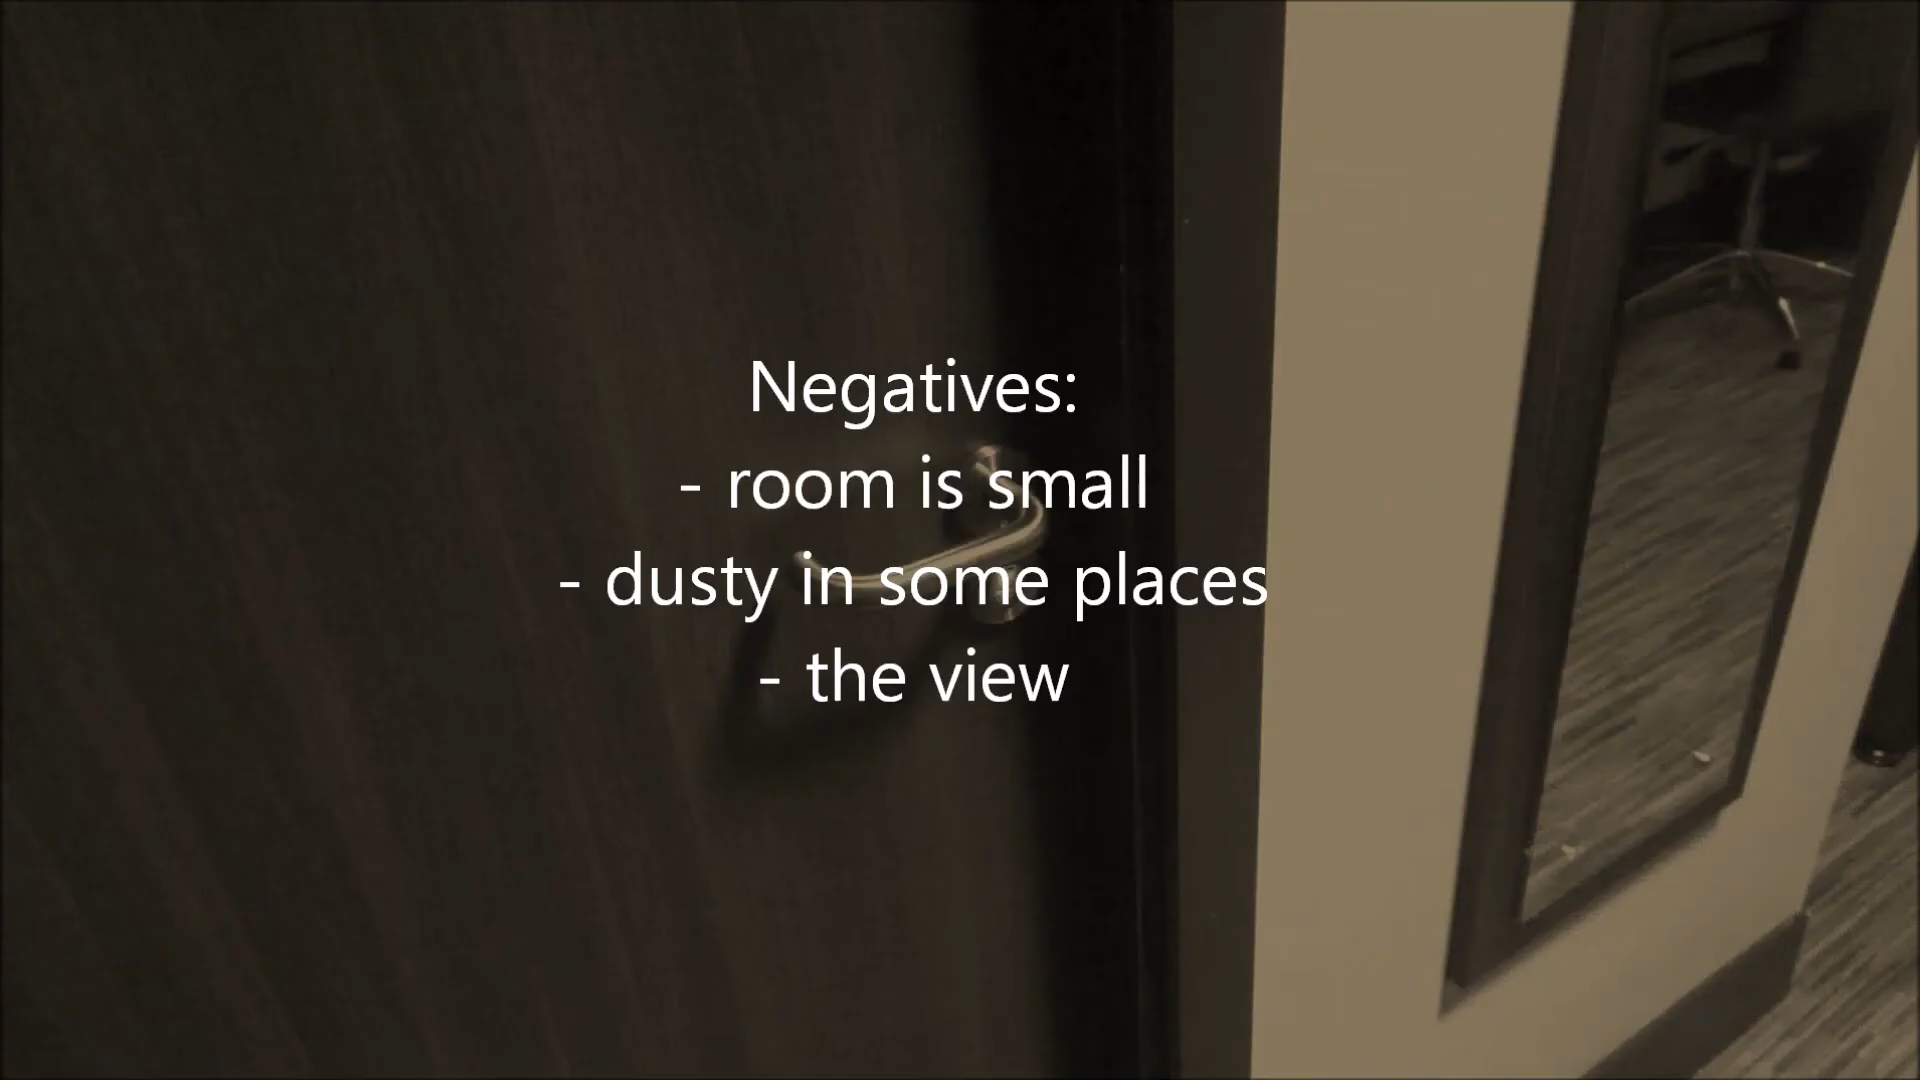 Negatives:
- room is small
- dusty in some places
- the view